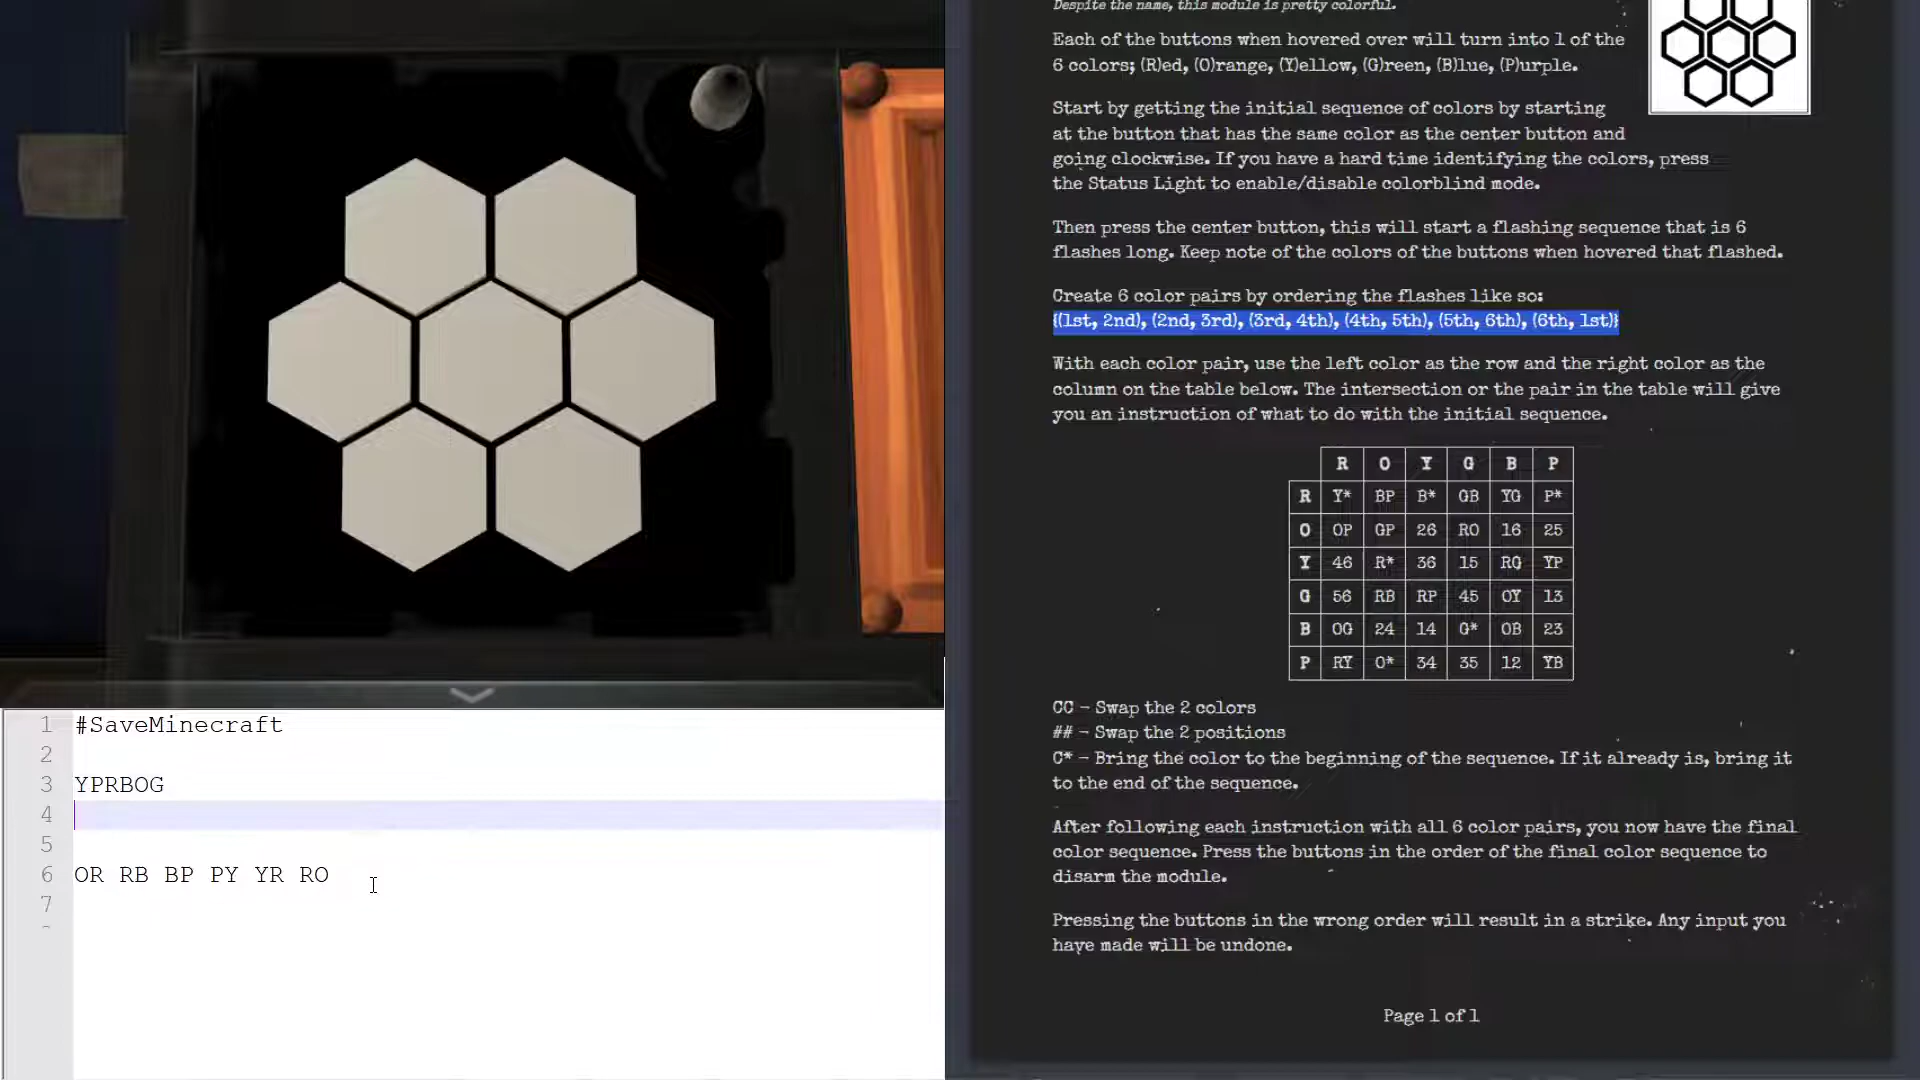 Despite the name, this module is pretty colorful.
Each of the buttons when hovered over will turn into 1 of the
6 colors; (R)ed, (O)range, (Y)ellow, (G)reen, (B)lue, (P)urple.
Start by getting the initial sequence of colors by starting
at the button that has the same color as the center button and
going clockwise. If you have a hard time identifying the colors, press
the Status Light to enable/disable colorblind mode.
Then press the center button, this will start a flashing sequence that is 6
flashes long. Keep note of the colors of the buttons when hovered that flashed.
Create 6 color pairs by ordering the flashes like so:
{(1st, 2nd), (2nd, 3rd), (3rd, 4th), (4th, 5th), (5th, 6th), (6th, 1st)}
With each color pair, use the left color as the row and the right color as the
column on the table below. The intersection or the pair in the table will give
you an instruction of what to do with the initial sequence.
R O Y G B P
R Y* BP B* GB YG P*
O OP GP 26 RO 16 25
Y 46 R* 36 15 RG YP
G 56 RB RP 45 OY 13
B OG 24 14 G* OB 23
P RY O* 34 35 12 YB
CC - Swap the 2 colors
## - Swap the 2 positions
C* - Bring the color to the beginning of the sequence. If it already is, bring it
to the end of the sequence.
After following each instruction with all 6 color pairs, you now have the final
color sequence. Press the buttons in the order of the final color sequence to
disarm the module.
Pressing the buttons in the wrong order will result in a strike. Any input you
have made will be undone.
Page 1 of 1
1 #SaveMinecraft
2
3 YPRBOG
4
5
6 OR RB BP PY YR RO
7